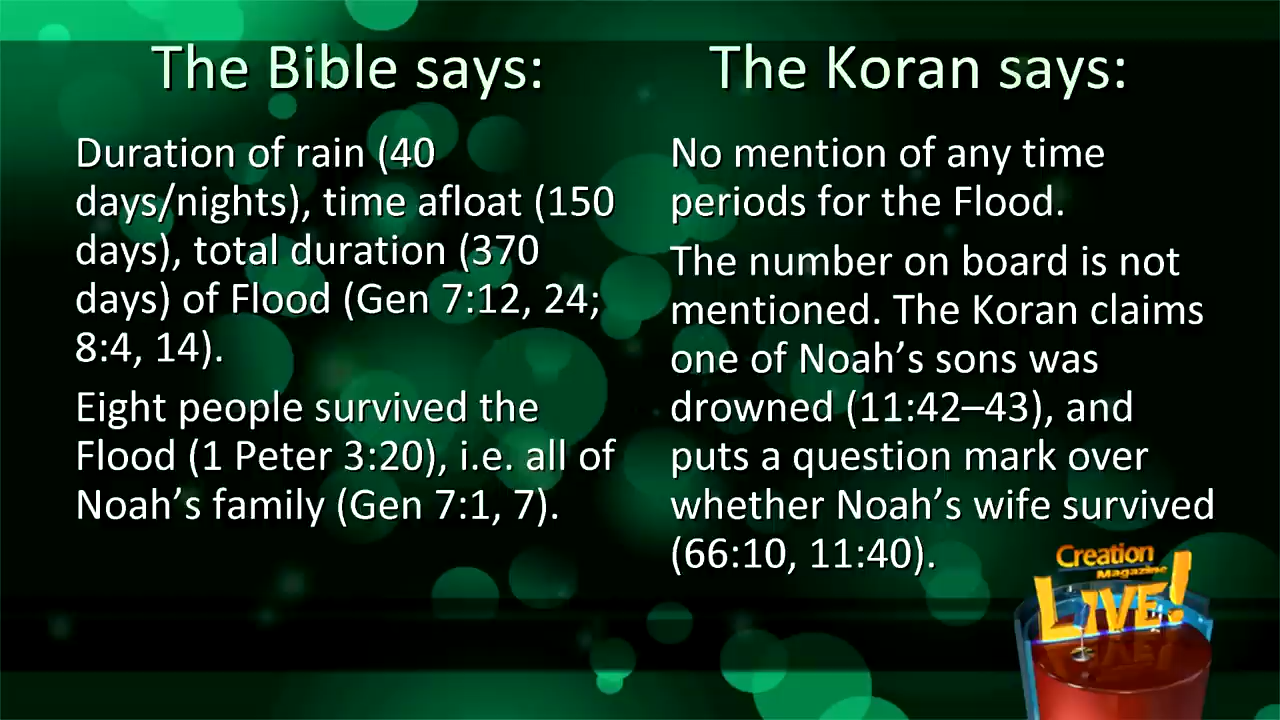 The Bible says:
Duration of rain (40
days/nights), time afloat (150
days), total duration (370
days) of Flood (Gen 7:12, 24;
8:4, 14).
Eight people survived the
Flood (1 Peter 3:20), i.e. all of
Noah’s family (Gen 7:1, 7).
The Koran says:
No mention of any time
periods for the Flood.
The number on board is not
mentioned. The Koran claims
one of Noah’s sons was
drowned (11:42–43), and
puts a question mark over
whether Noah’s wife survived
(66:10, 11:40).
Creation
Magazine
LIVE!